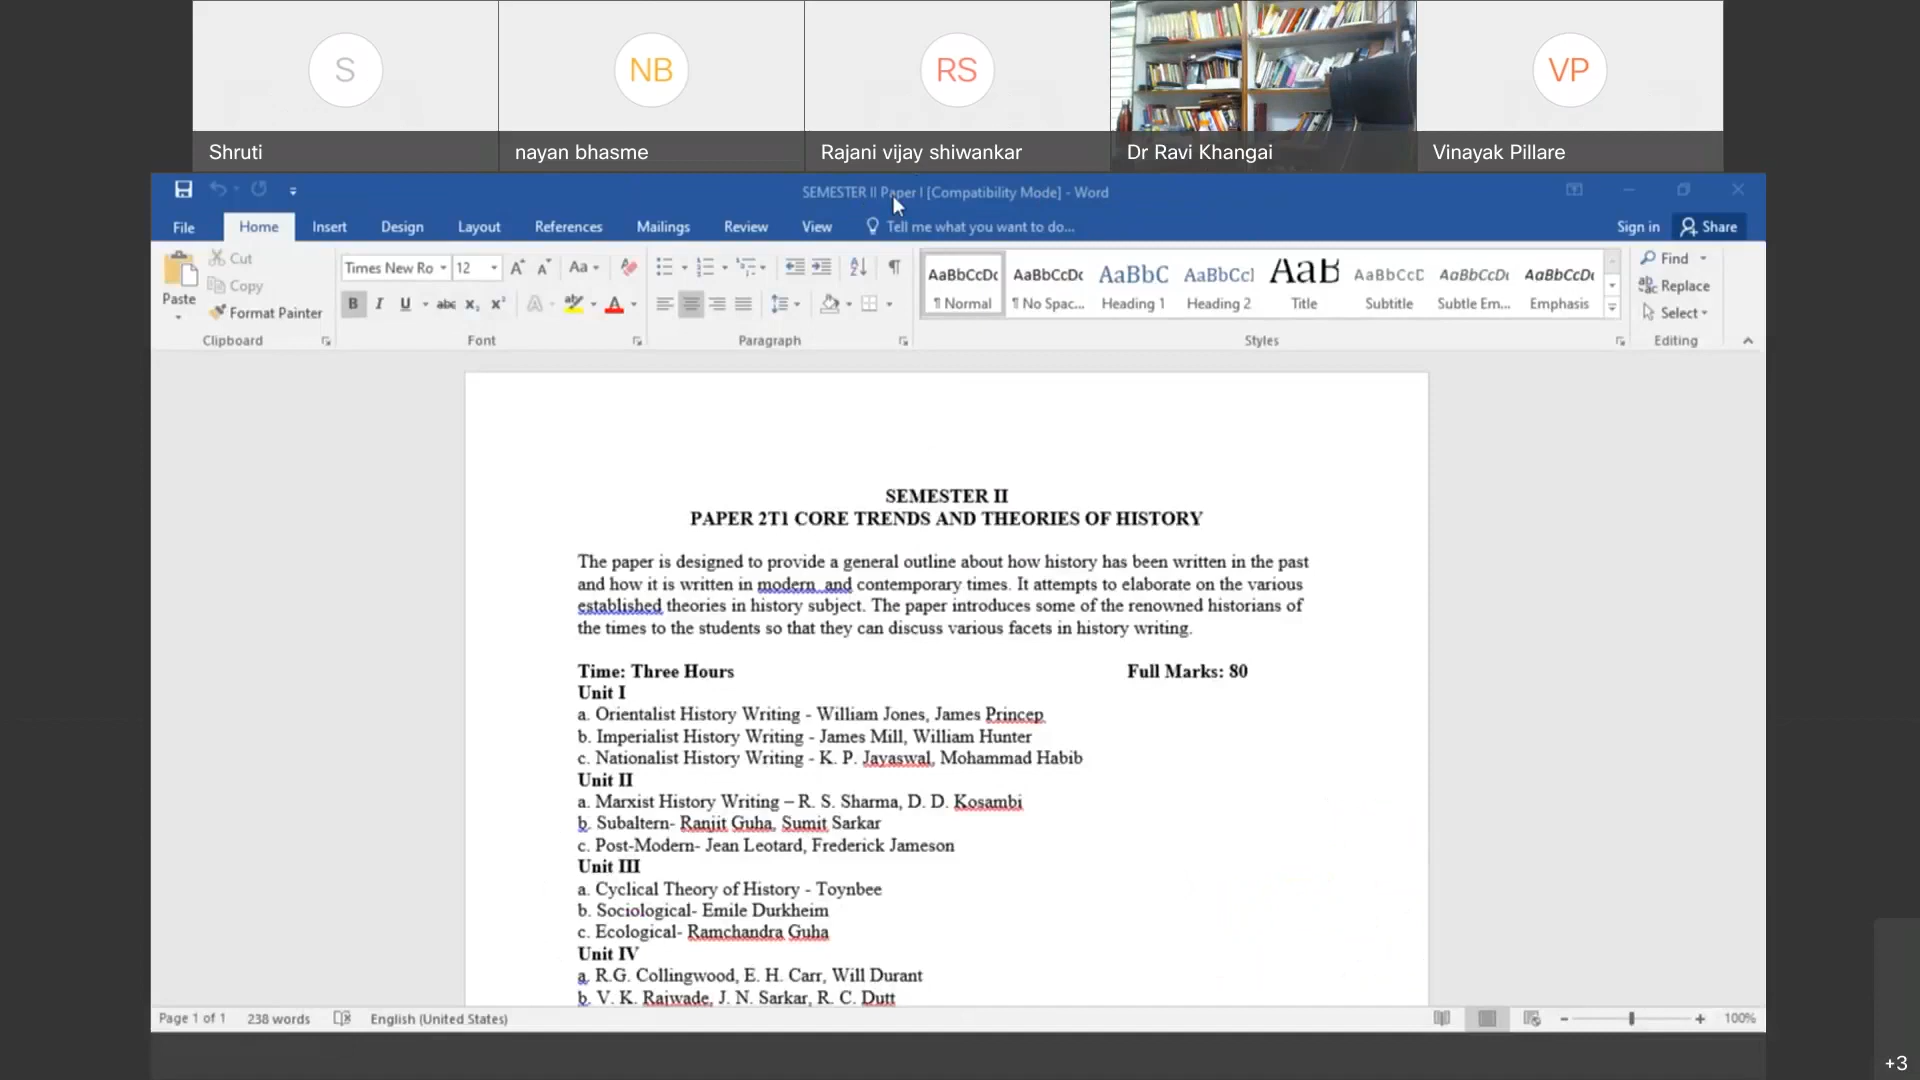 S
NB
RS
VP
Shruti
nayan bhasme
Rajani vijay shiwankar
Dr Ravi Khangai
Vinayak Pillare
SEMESTER II Paper I [Compatibility Mode] - Word
File
Home
Insert
Design
Layout
References
Mailings
Review
View
Tell me what you want to do...
Sign in
Share
Paste
Cut
Copy
Format Painter
Clipboard
Times New Ro
12
Font
Paragraph
AaBbCcDc
¶ Normal
AaBbCcDc
¶ No Spac...
AaBbC
Heading 1
AaBbCcI
Heading 2
AaB
Title
AaBbCcD
Subtitle
AaBbCcDt
Subtle Em...
AaBbCcDt
Emphasis
Styles
Find
Replace
Select
Editing
SEMESTER II
PAPER 2T1 CORE TRENDS AND THEORIES OF HISTORY
The paper is designed to provide a general outline about how history has been written in the past
and how it is written in modern  and contemporary times. It attempts to elaborate on the various
established theories in history subject. The paper introduces some of the renowned historians of
the times to the students so that they can discuss various facets in history writing.
Time: Three Hours Full Marks: 80
Unit I
a. Orientalist History Writing - William Jones, James Princep
b. Imperialist History Writing - James Mill, William Hunter
c. Nationalist History Writing - K. P. Jayaswal, Mohammad Habib
Unit II
a. Marxist History Writing – R. S. Sharma, D. D. Kosambi
b. Subaltern- Ranjit Guha, Sumit Sarkar
c. Post-Modern- Jean Leotard, Frederick Jameson
Unit III
a. Cyclical Theory of History - Toynbee
b. Sociological- Emile Durkheim
c. Ecological- Ramchandra Guha
Unit IV
a. R.G. Collingwood, E. H. Carr, Will Durant
b. V. K. Rajwade, J. N. Sarkar, R. C. Dutt
Page 1 of 1
238 words
English (United States)
100%
+3